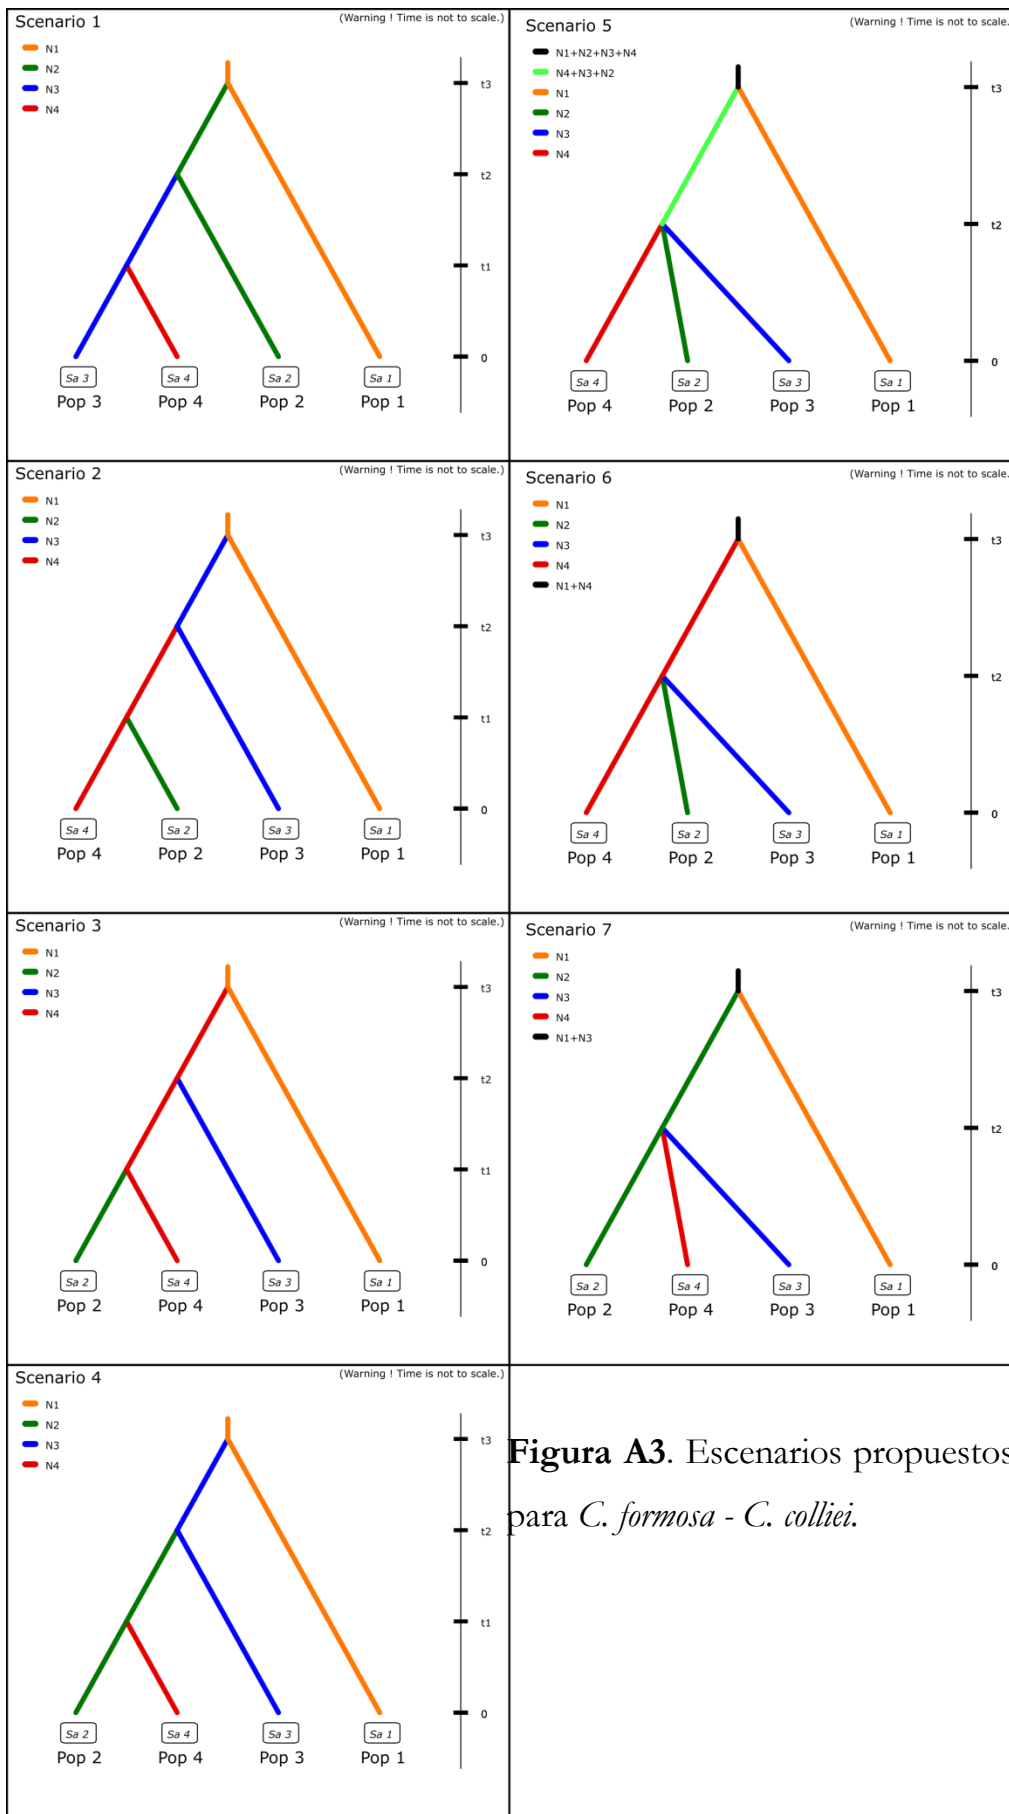 Scenario 1
(Warning ! Time is not to scale.)
N1
N2
N3
N4
t3
t2
t1
0
Sa 3 Sa 4 Sa 2 Sa 1
Pop 3 Pop 4 Pop 2 Pop 1
Scenario 5
(Warning ! Time is not to scale.
N1+N2+N3+N4
N4+N3+N2
N1
N2
N3
N4
t3
t2
0
Sa 4 Sa 2 Sa 3 Sa 1
Pop 4 Pop 2 Pop 3 Pop 1
Scenario 2
(Warning ! Time is not to scale.)
N1
N2
N3
N4
t3
t2
t1
0
Sa 4 Sa 2 Sa 3 Sa 1
Pop 4 Pop 2 Pop 3 Pop 1
Scenario 6
(Warning ! Time is not to scale.
N1
N2
N3
N4
N1+N4
t3
t2
0
Sa 4 Sa 2 Sa 3 Sa 1
Pop 4 Pop 2 Pop 3 Pop 1
Scenario 3
(Warning ! Time is not to scale.)
N1
N2
N3
N4
t3
t2
t1
0
Sa 2 Sa 4 Sa 3 Sa 1
Pop 2 Pop 4 Pop 3 Pop 1
Scenario 7
(Warning ! Time is not to scale.
N1
N2
N3
N4
N1+N3
t3
t2
0
Sa 2 Sa 4 Sa 3 Sa 1
Pop 2 Pop 4 Pop 3 Pop 1
Scenario 4
(Warning ! Time is not to scale.)
N1
N2
N3
N4
t3
t2
t1
0
Sa 2 Sa 4 Sa 3 Sa 1
Pop 2 Pop 4 Pop 3 Pop 1
Figura A3. Escenarios propuestos
para C. formosa - C. colliei.